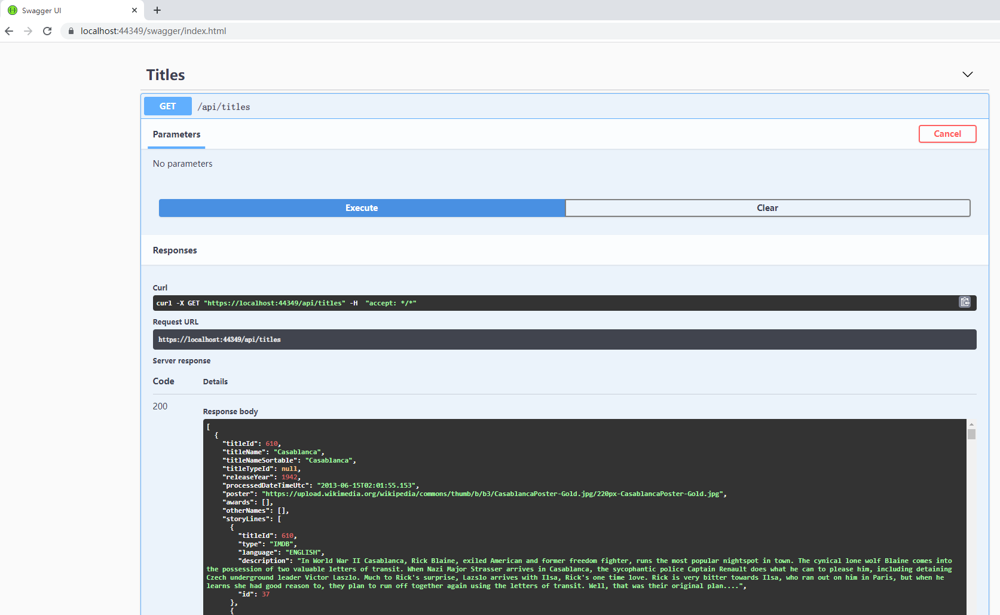 Swagger UI
localhost:44349/swagger/index.html
Titles
GET /api/titles
Parameters
Cancel
No parameters
Execute
Clear
Responses
Curl
curl -X GET "https://localhost:44349/api/titles" -H  "accept: */*"
Request URL
https://localhost:44349/api/titles
Server response
Code Details
200
Response body
[
  {
    "titleId": 610,
    "titleName": "Casablanca",
    "titleNameSortable": "Casablanca",
    "titleTypeId": null,
    "releaseYear": 1942,
    "processedDateTimeUtc": "2013-06-15T02:01:55.153",
    "poster": "https://upload.wikimedia.org/wikipedia/commons/thumb/b/b3/CasablancaPoster-Gold.jpg/220px-CasablancaPoster-Gold.jpg",
    "awards": [],
    "otherNames": [],
    "storyLines": [
      {
        "titleId": 610,
        "type": "IMDB",
        "language": "ENGLISH",
        "description": "In World War II Casablanca, Rick Blaine, exiled American and former freedom fighter, runs the most popular nightspot in town. The cynical lone wolf Blaine comes into
the possession of two valuable letters of transit. When Nazi Major Strasser arrives in Casablanca, the sycophantic police Captain Renault does what he can to please him, including detaining
Czech underground leader Victor Laszlo. Much to Rick's surprise, Lazslo arrives with Ilsa, Rick's one time love. Rick is very bitter towards Ilsa, who ran out on him in Paris, but when he
learns she had good reason to, they plan to run off together again using the letters of transit. Well, that was their original plan....",
        "id": 37
      },
      {